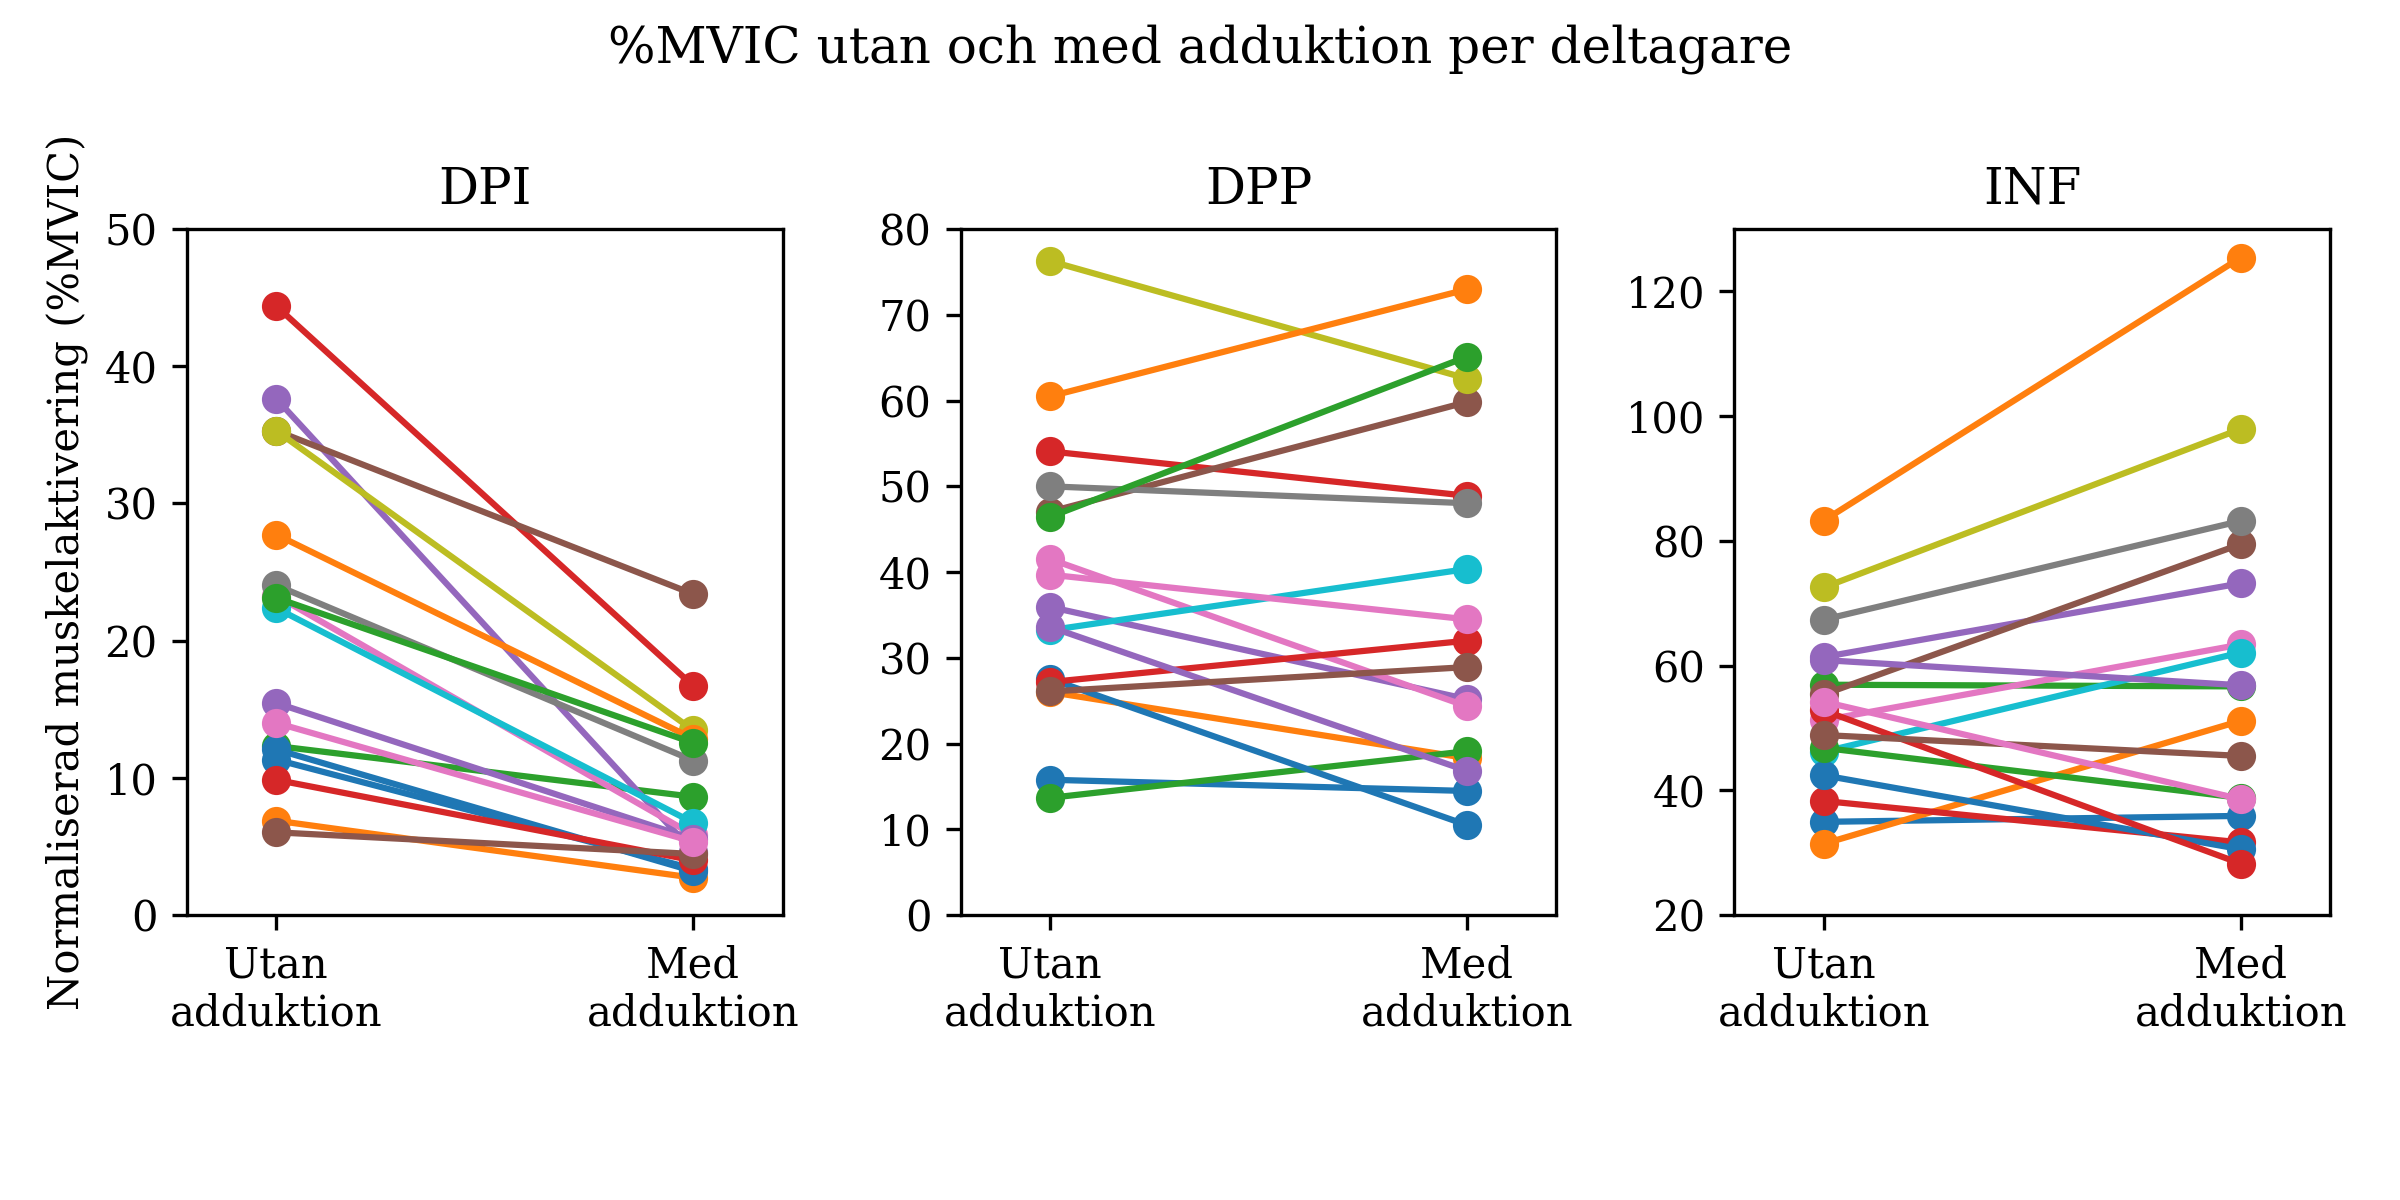 %MVIC utan och med adduktion per deltagare
Normaliserad muskelaktivering (%MVIC)
DPI
50
40
30
20
10
0
Utan
adduktion
Med
adduktion
DPP
80
70
60
50
40
30
20
10
0
Utan
adduktion
Med
adduktion
INF
120
100
80
60
40
20
Utan
adduktion
Med
adduktion